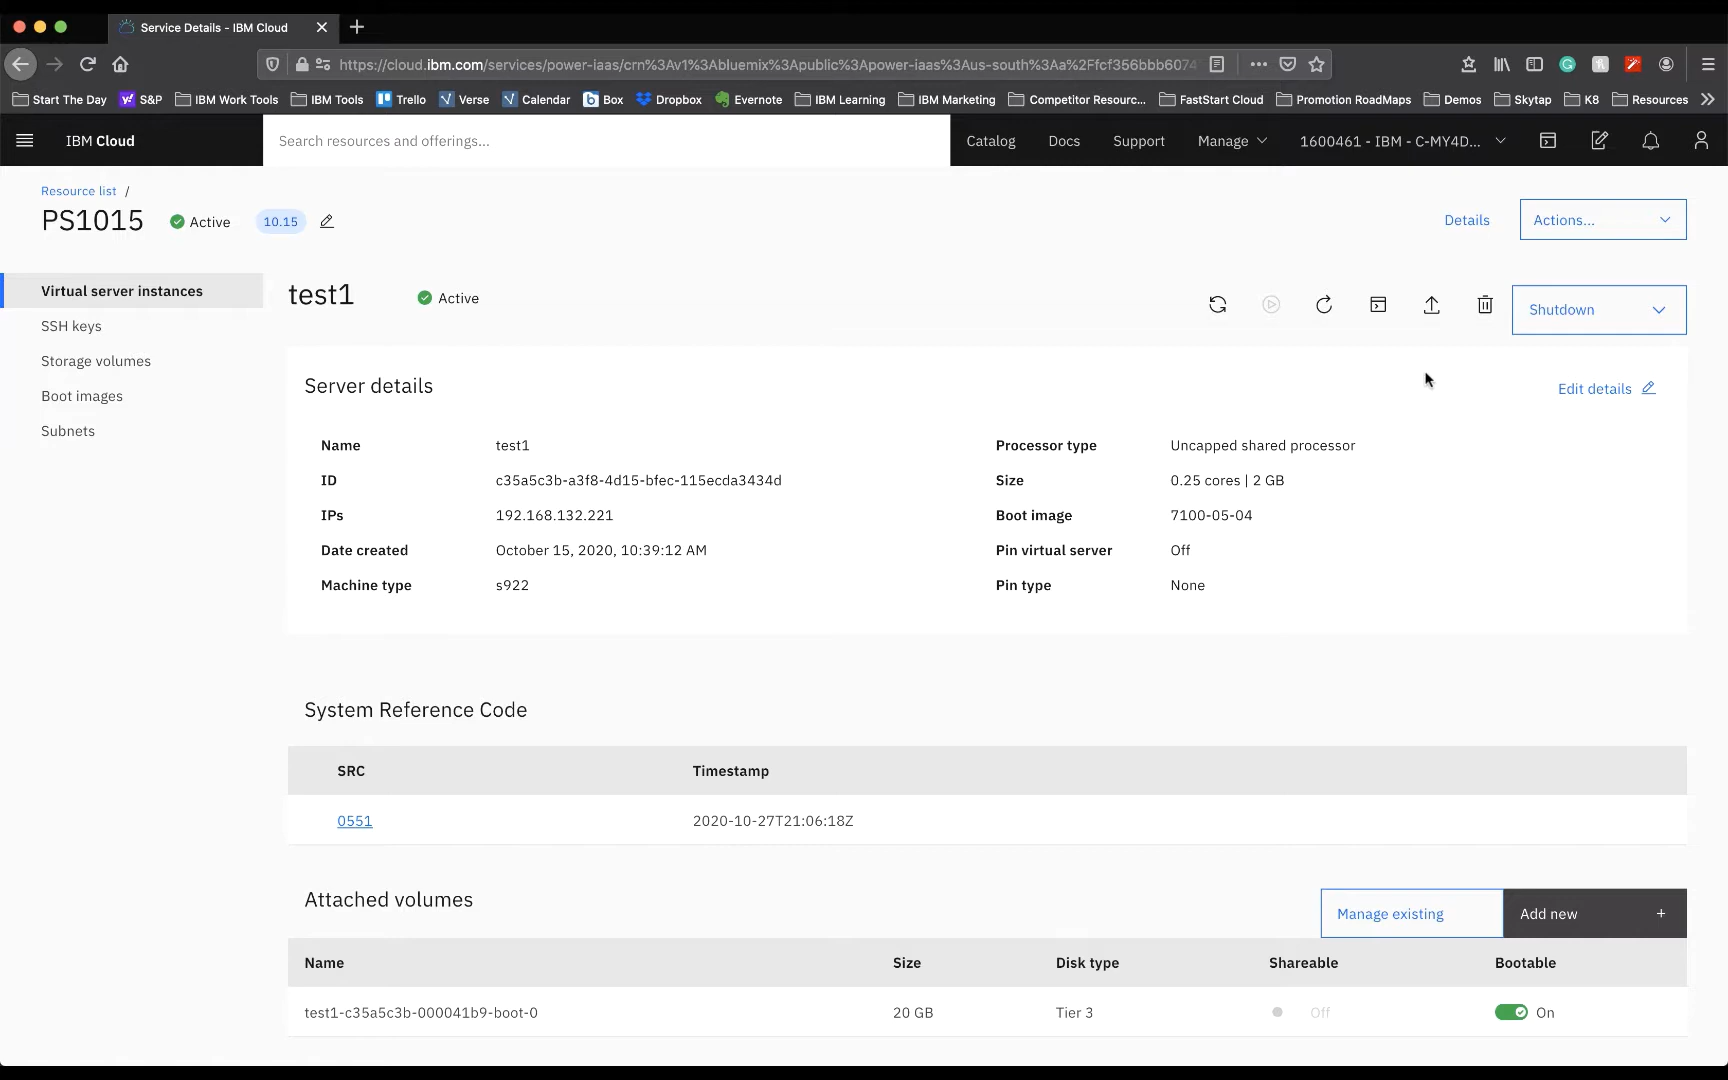 Service Details - IBM Cloud
https://cloud.ibm.com/services/power-iaas/crn%3Av1%3Abluemix%3Apublic%3Apower-iaas%3Aus-south%3Aa%2Ffcf356bbb6074
Start The Day S&P IBM Work Tools IBM Tools Trello Verse Calendar Box Dropbox Evernote IBM Learning IBM Marketing Competitor Resourc... FastStart Cloud Promotion RoadMaps Demos Skytap K8 Resources
IBM Cloud Search resources and offerings... Catalog Docs Support Manage 1600461 - IBM - C-MY4D...
Resource list /
PS1015 Active 10.15 Details Actions...
Virtual server instances
SSH keys
Storage volumes
Boot images
Subnets
test1 Active Shutdown
Server details Edit details
Name test1 Processor type Uncapped shared processor
ID c35a5c3b-a3f8-4d15-bfec-115ecda3434d Size 0.25 cores | 2 GB
IPs 192.168.132.221 Boot image 7100-05-04
Date created October 15, 2020, 10:39:12 AM Pin virtual server Off
Machine type s922 Pin type None
System Reference Code
SRC Timestamp
0551 2020-10-27T21:06:18Z
Attached volumes Manage existing Add new +
Name Size Disk type Shareable Bootable
test1-c35a5c3b-000041b9-boot-0 20 GB Tier 3 Off On